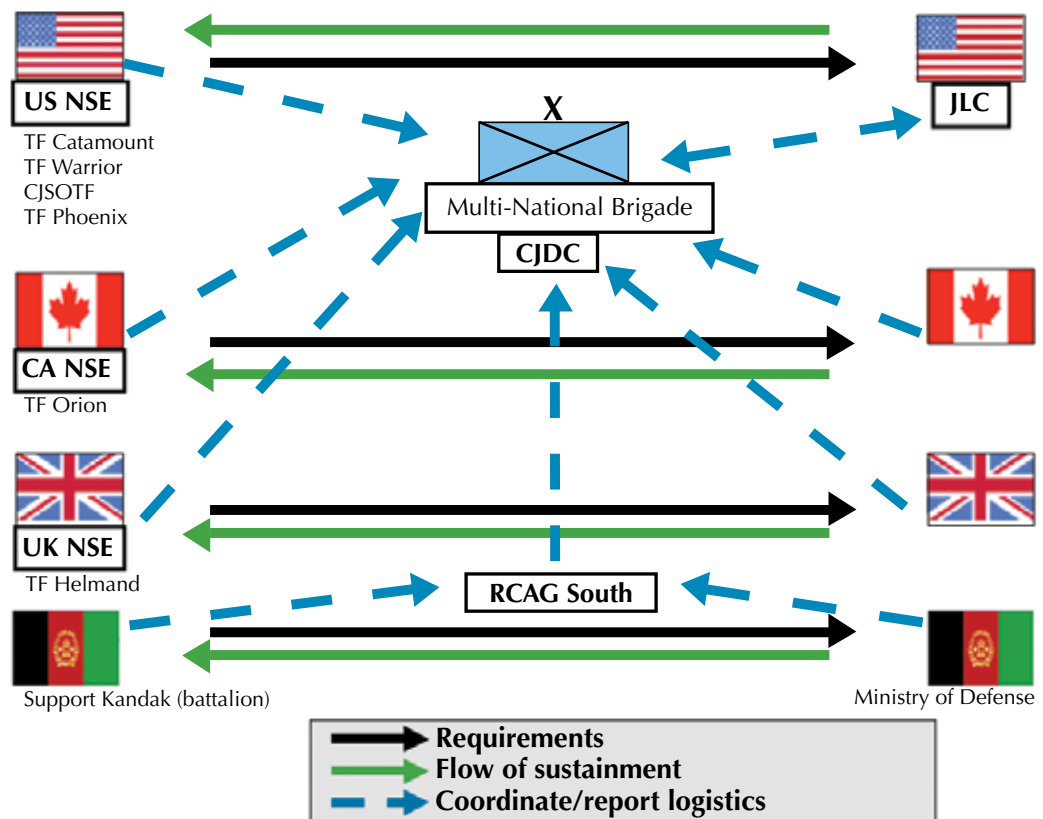 US NSE
TF Catamount
TF Warrior
CJSOTF
TF Phoenix
X
Multi-National Brigade
CJDC
JLC
CA NSE
TF Orion
UK NSE
TF Helmand
RCAG South
Support Kandak (battalion)
Ministry of Defense
Requirements
Flow of sustainment
Coordinate/report logistics